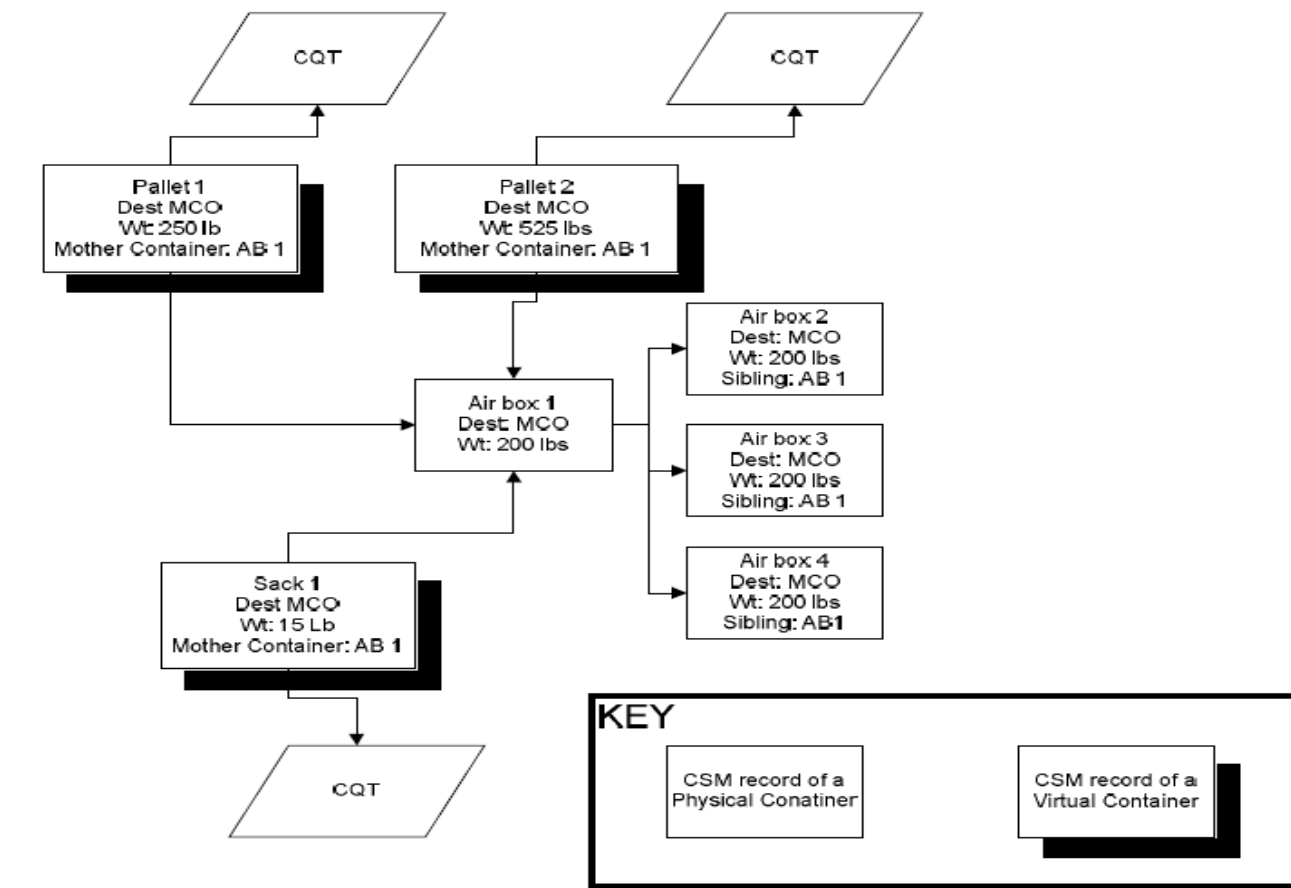 CQT
CQT
Pallet 1
Dest MCO
Wt: 250 lb
Mother Container: AB 1
Pallet 2
Dest MCO
Wt: 525 lbs
Mother Container: AB 1
Air box 2
Dest: MCO
Wt: 200 lbs
Sibling: AB 1
Air box 1
Dest: MCO
Wt: 200 lbs
Air box 3
Dest: MCO
Wt: 200 lbs
Sibling: AB 1
Air box 4
Dest: MCO
Wt: 200 lbs
Sibling: AB1
Sack 1
Dest MCO
Wt: 15 Lb
Mother Container: AB 1
CQT
KEY
CSM record of a
Physical Conatiner
CSM record of a
Virtual Container